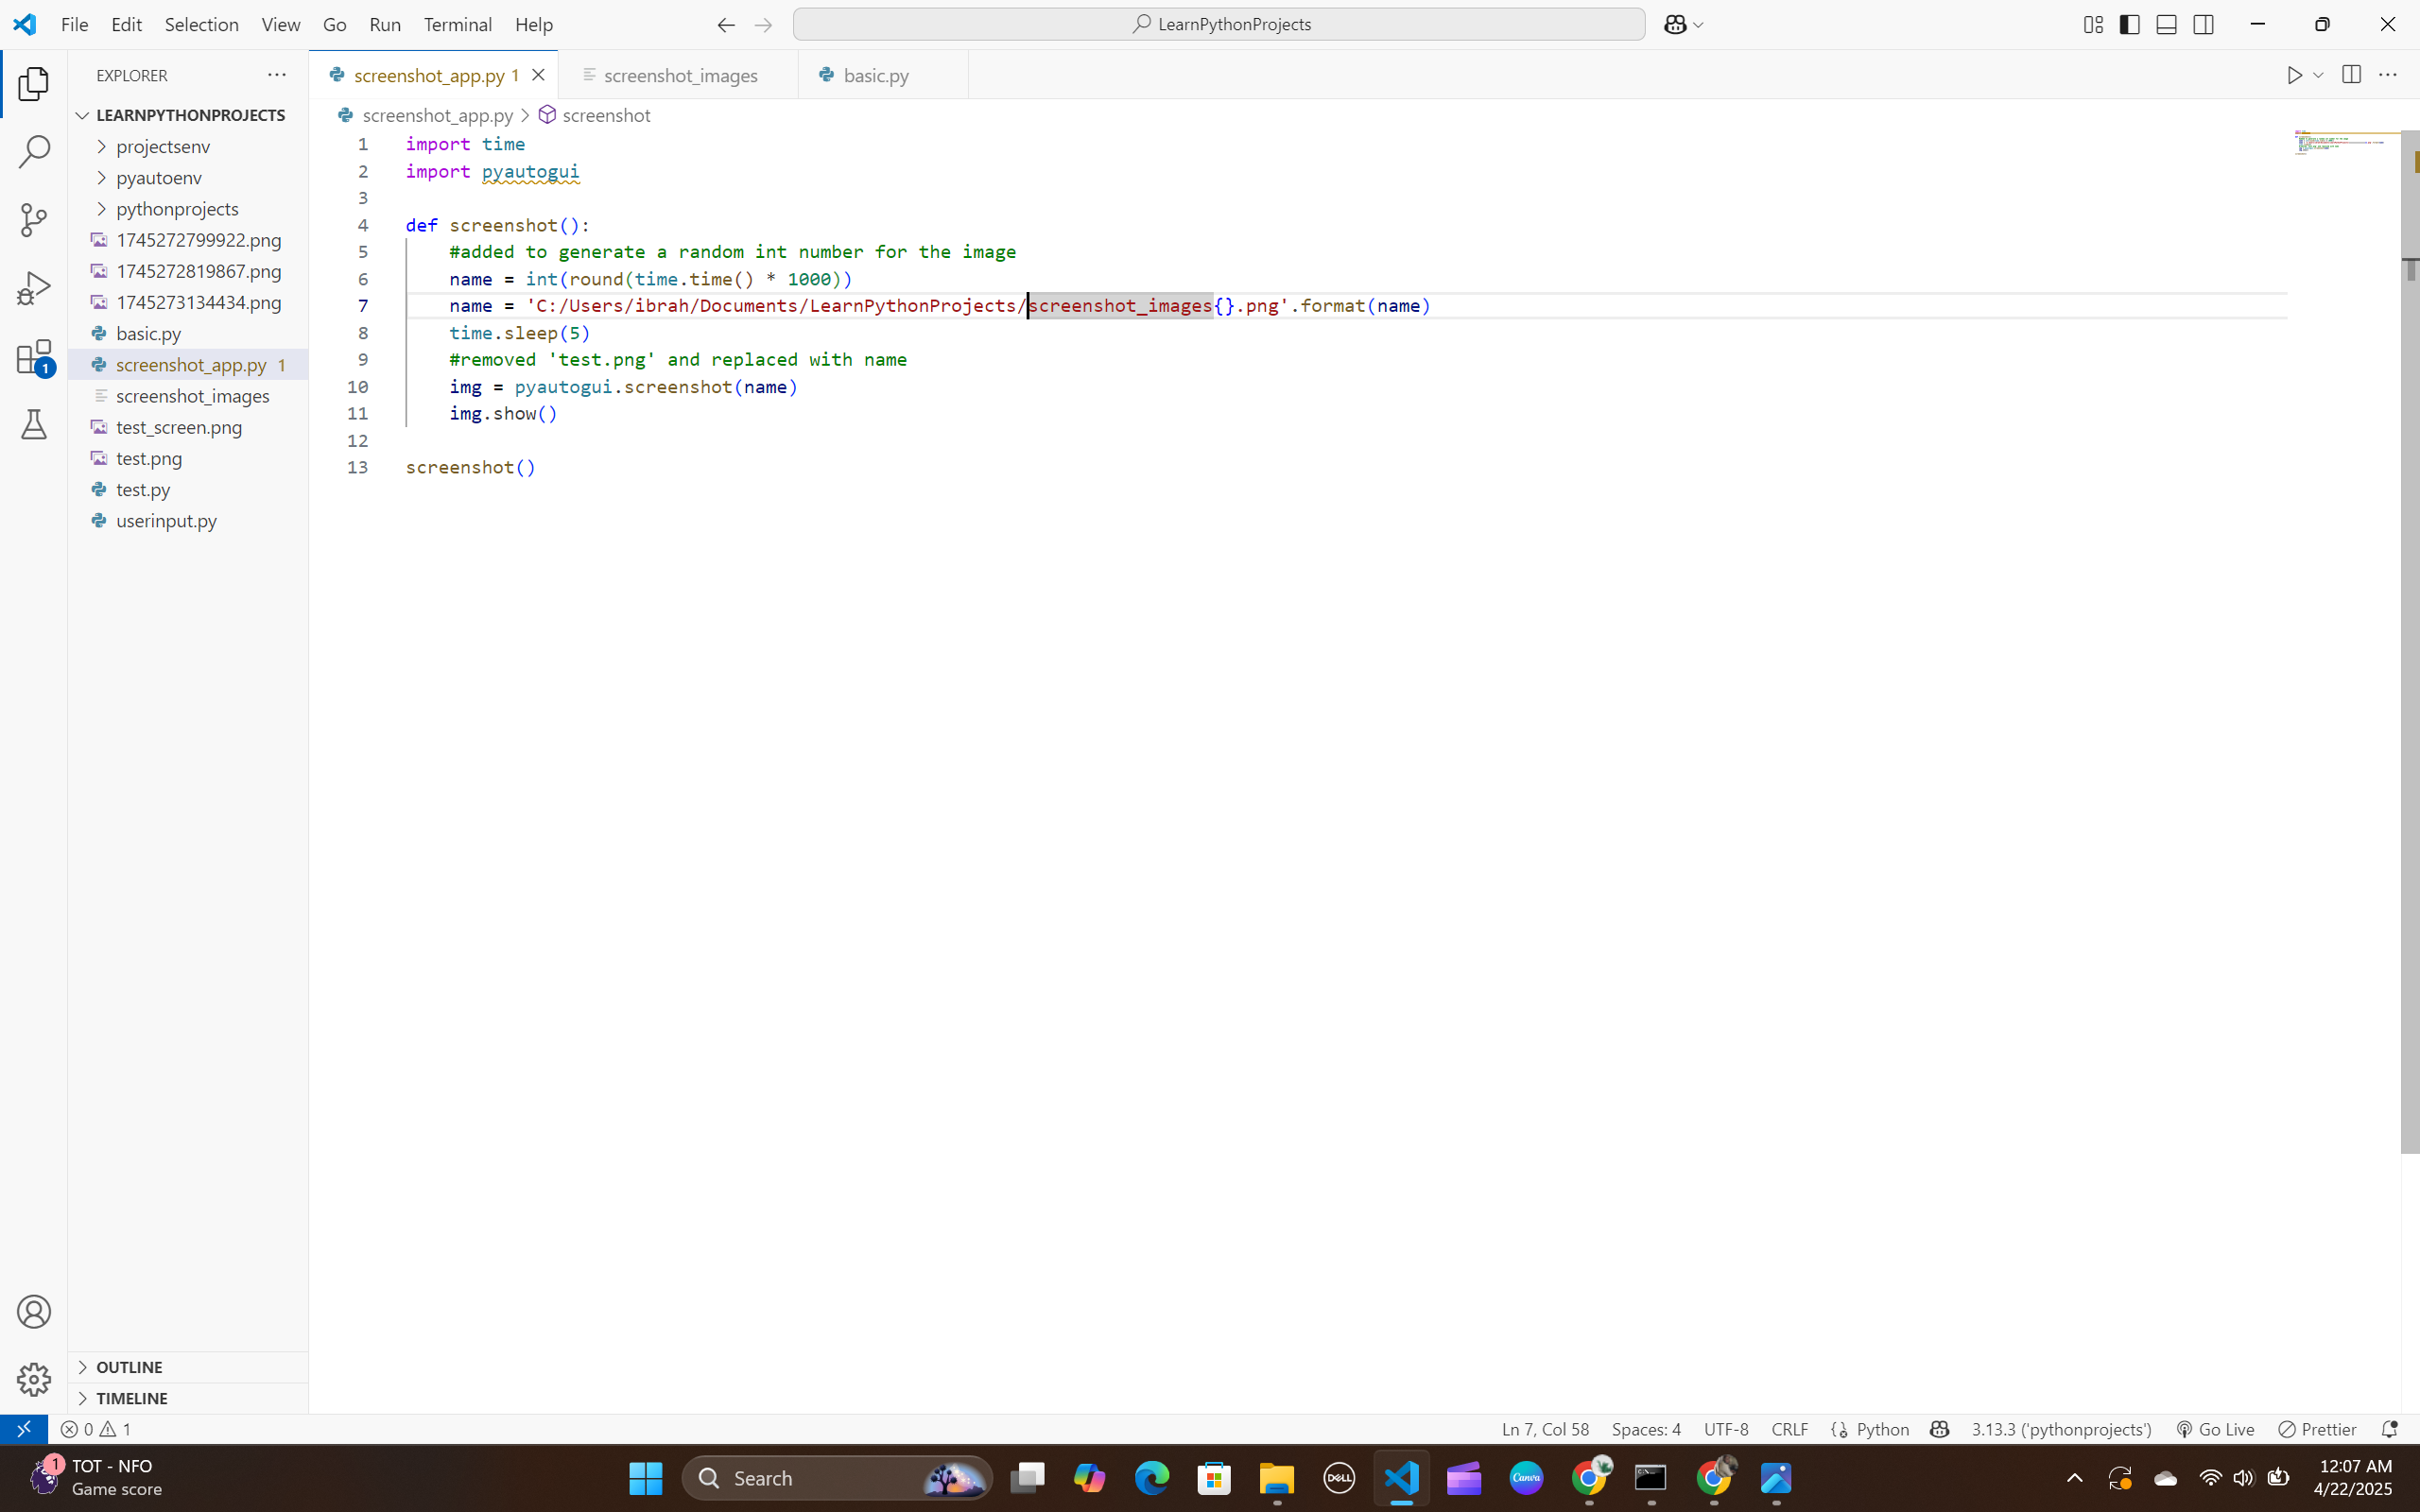 File Edit Selection View Go Run Terminal Help
LearnPythonProjects
EXPLORER
LEARNPYTHONPROJECTS
projectsenv
pyautoenv
pythonprojects
1745272799922.png
1745272819867.png
1745273134434.png
basic.py
screenshot_app.py 1
screenshot_images
test_screen.png
test.png
test.py
userinput.py
OUTLINE
TIMELINE
1
screenshot_app.py 1
screenshot_images
basic.py
screenshot_app.py > screenshot
1 import time
2 import pyautogui
3
4 def screenshot():
5 #added to generate a random int number for the image
6 name = int(round(time.time() * 1000))
7 name = 'C:/Users/ibrah/Documents/LearnPythonProjects/screenshot_images{}.png'.format(name)
8 time.sleep(5)
9 #removed 'test.png' and replaced with name
10 img = pyautogui.screenshot(name)
11 img.show()
12
13 screenshot()
0 1
Ln 7, Col 58 Spaces: 4 UTF-8 CRLF {} Python 3.13.3 ('pythonprojects') Go Live Prettier
1
TOT - NFO
Game score
Search
DELL
Canva
12:07 AM
4/22/2025